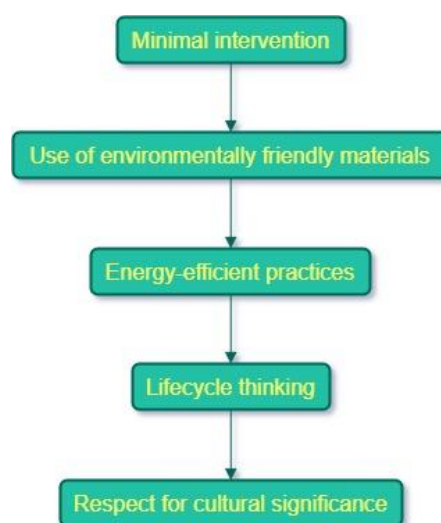 Minimal intervention
Use of environmentally friendly materials
Energy-efficient practices
Lifecycle thinking
Respect for cultural significance